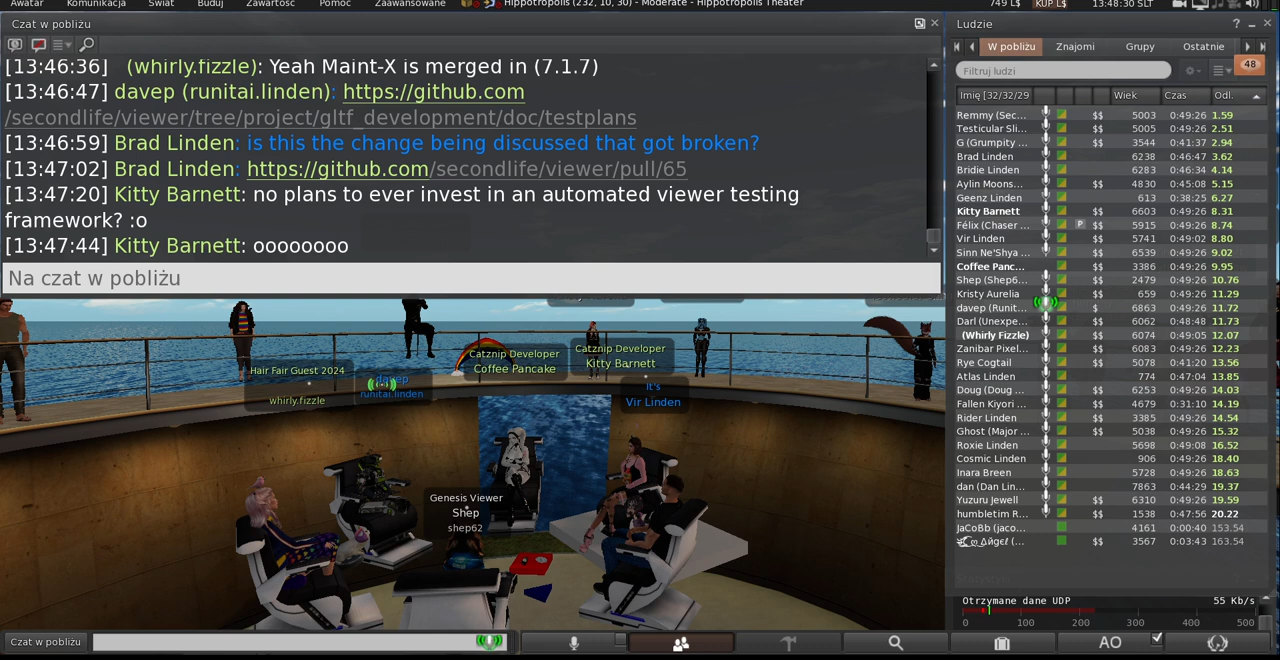 Awatar Komunikacja Świat Buduj Zawartość Pomoc Zaawansowane Hippotropolis (232, 10, 30) - Moderate - Hippotropolis Theater 749 L$ KUP L$ 13:48:30 SLT
Czat w pobliżu
[13:46:36] (whirly.fizzle): Yeah Maint-X is merged in (7.1.7)
[13:46:47] davep (runitai.linden): https://github.com
/secondlife/viewer/tree/project/gltf_development/doc/testplans
[13:46:59] Brad Linden: is this the change being discussed that got broken?
[13:47:02] Brad Linden: https://github.com/secondlife/viewer/pull/65
[13:47:20] Kitty Barnett: no plans to ever invest in an automated viewer testing
framework? :o
[13:47:44] Kitty Barnett: oooooooo
Na czat w pobliżu
Hair Fair Guest 2024
whirly.fizzle
davep
runitai.linden
Catznip Developer
Coffee Pancake
Catznip Developer
Kitty Barnett
It's
Vir Linden
Genesis Viewer
Shep
shep62
Czat w pobliżu
AO
Ludzie
W pobliżu Znajomi Grupy Ostatnie
48
Filtruj ludzi
Imię [32/32/29 Wiek Czas Odl.
Remmy (Sec... $$ 5003 0:49:26 1.59
Testicular Sli... $$ 5005 0:49:26 2.51
G (Grumpity ... $$ 3544 0:41:37 2.94
Brad Linden 6238 0:46:47 3.62
Bridie Linden 6283 0:46:34 4.14
Aylin Moons... $$ 4830 0:45:08 5.15
Geenz Linden 613 0:38:25 6.27
Kitty Barnett $$ 6603 0:49:26 8.31
Félix (Chaser ... P $$ 5915 0:49:26 8.74
Vir Linden $$ 5741 0:49:02 8.80
Sinn Ne'Shya ... $$ 6539 0:49:26 9.02
Coffee Panc... $$ 3386 0:49:26 9.95
Shep (Shep6... $$ 2479 0:49:26 10.76
Kristy Aurelia $$ 659 0:49:26 11.29
davep (Runit... $ 6863 0:49:26 11.72
Darl (Unexpe... $$ 6062 0:48:48 11.73
(Whirly Fizzle) $$ 6074 0:49:05 12.07
Zanibar Pixel... $$ 6083 0:49:26 12.23
Rye Cogtail $$ 5078 0:41:20 13.56
Atlas Linden 774 0:47:04 13.85
Doug (Doug ... $$ 6253 0:49:26 14.03
Fallen Kiyori ... $$ 4679 0:31:10 14.19
Rider Linden $$ 3385 0:49:26 14.54
Ghost (Major ... $$ 5038 0:49:26 15.32
Roxie Linden 5698 0:49:08 16.52
Cosmic Linden 906 0:49:26 18.40
Inara Breen 5728 0:49:26 18.63
dan (Dan Lin... 7863 0:44:29 19.37
Yuzuru Jewell $$ 6310 0:49:26 19.59
humbletim R... $$ 1538 0:47:56 20.22
JaCoBb (jaco... 4161 0:00:40 153.54
$$ 3567 0:03:43 163.54
Statystyki
Otrzymane dane UDP 55 Kb/s
0 100 200 300 400 500